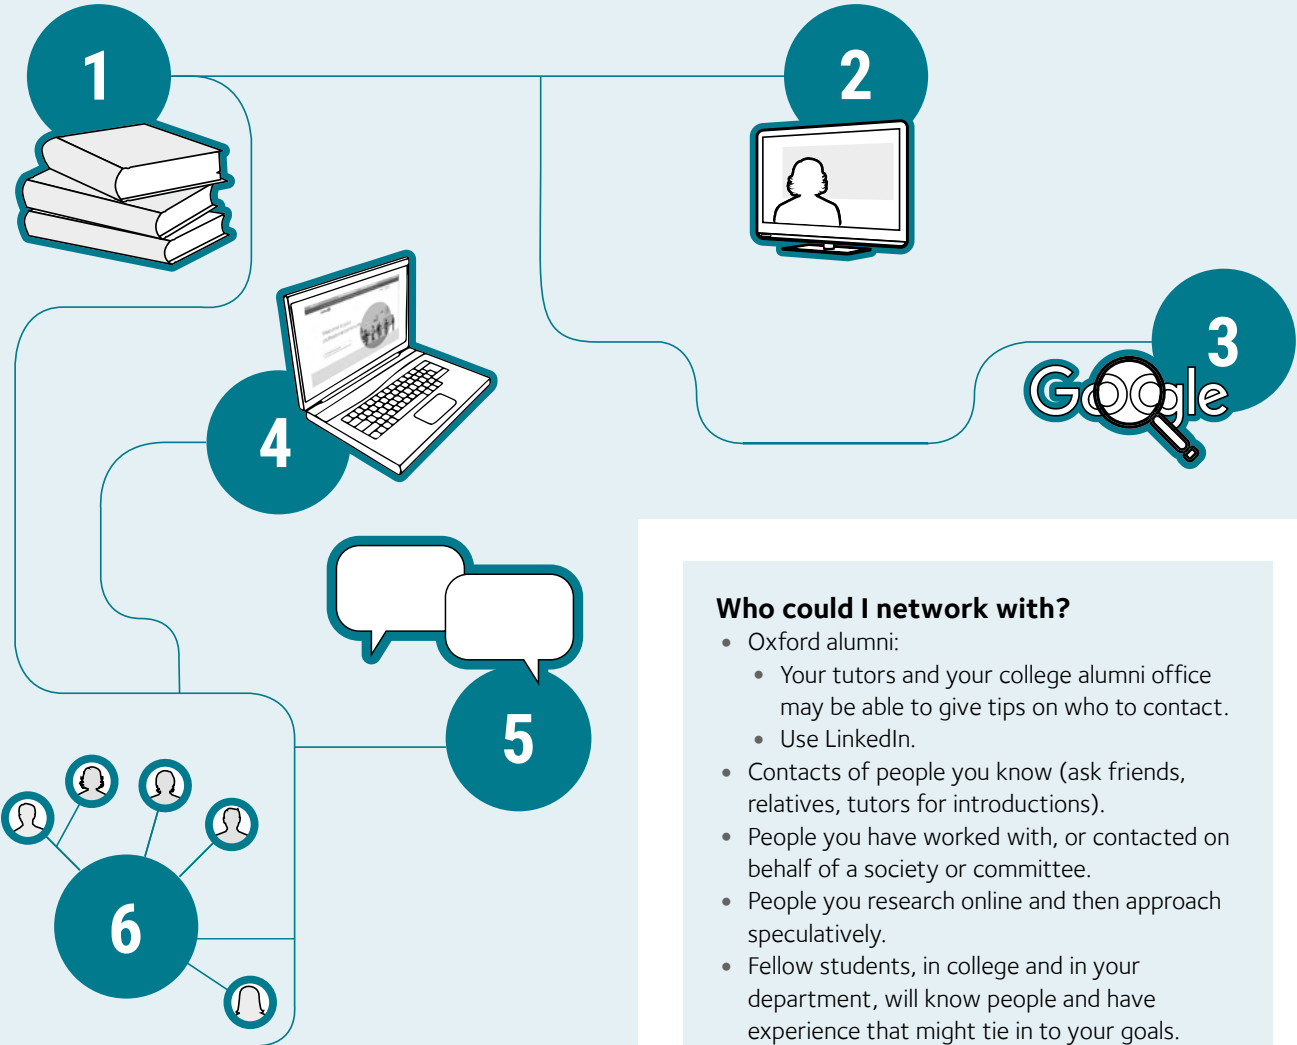 1
2
3
Google
4
5
6
Who could I network with?
• Oxford alumni:
• Your tutors and your college alumni office
may be able to give tips on who to contact.
• Use LinkedIn.
• Contacts of people you know (ask friends,
relatives, tutors for introductions).
• People you have worked with, or contacted on
behalf of a society or committee.
• People you research online and then approach
speculatively.
• Fellow students, in college and in your
department, will know people and have
experience that might tie in to your goals.